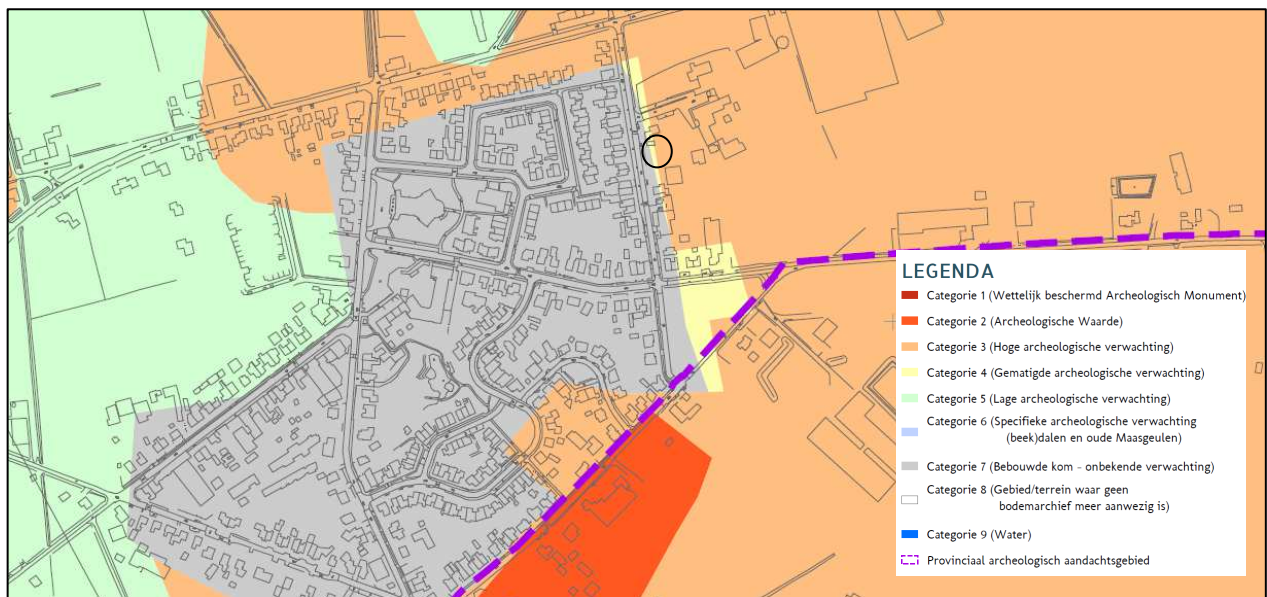 LEGENDA
Categorie 1 (Wettelijk beschermd Archeologisch Monument)
Categorie 2 (Archeologische Waarde)
Categorie 3 (Hoge archeologische verwachting)
Categorie 4 (Gematigde archeologische verwachting)
Categorie 5 (Lage archeologische verwachting)
Categorie 6 (Specifieke archeologische verwachting
(beek)dalen en oude Maasgeulen)
Categorie 7 (Bebouwde kom - onbekende verwachting)
Categorie 8 (Gebied/terrein waar geen
bodemarchief meer aanwezig is)
Categorie 9 (Water)
Provinciaal archeologisch aandachtsgebied